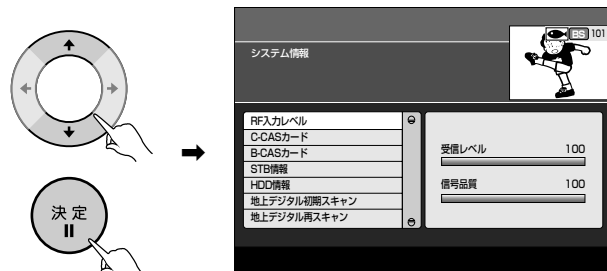 決定
システム情報
BS 101
RF入力レベル
C-CASカード
B-CASカード
STB情報
HDD情報
地上デジタル初期スキャン
地上デジタル再スキャン
受信レベル 100
信号品質 100